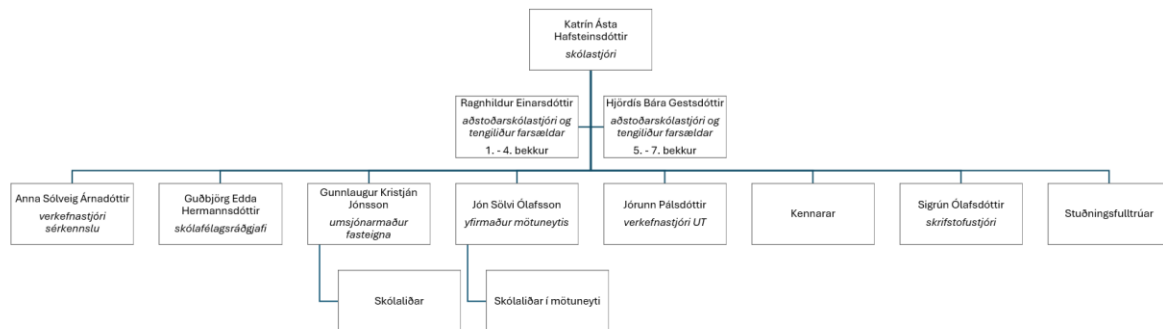 Katrín Ásta
Hafsteinsdóttir
skólastjóri
Ragnhildur Einarsdóttir
aðstoðarskólastjóri og
tengiliður farsældar
1. - 4. bekkur
Hjördís Bára Gestsdóttir
aðstoðarskólastjóri og
tengiliður farsældar
5. - 7. bekkur
Anna Sólveig Árnadóttir
verkefnastjóri
sérkennslu
Guðbjörg Edda
Hermannsdóttir
skólafélagsráðgjafi
Gunnlaugur Kristján
Jónsson
umsjónarmaður
fasteigna
Jón Sölvi Ólafsson
yfirmaður mötuneytis
Jórunn Pálsdóttir
verkefnastjóri UT
Kennarar
Sigrún Ólafsdóttir
skrifstofustjóri
Stuðningsfulltrúar
Skólaliðar
Skólaliðar í mötuneyti